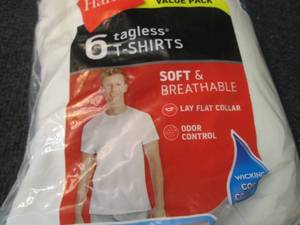 VALUE PACK
6 tagless®
T-SHIRTS
SOFT &
BREATHABLE
LAY FLAT COLLAR
ODOR
CONTROL
WICKING